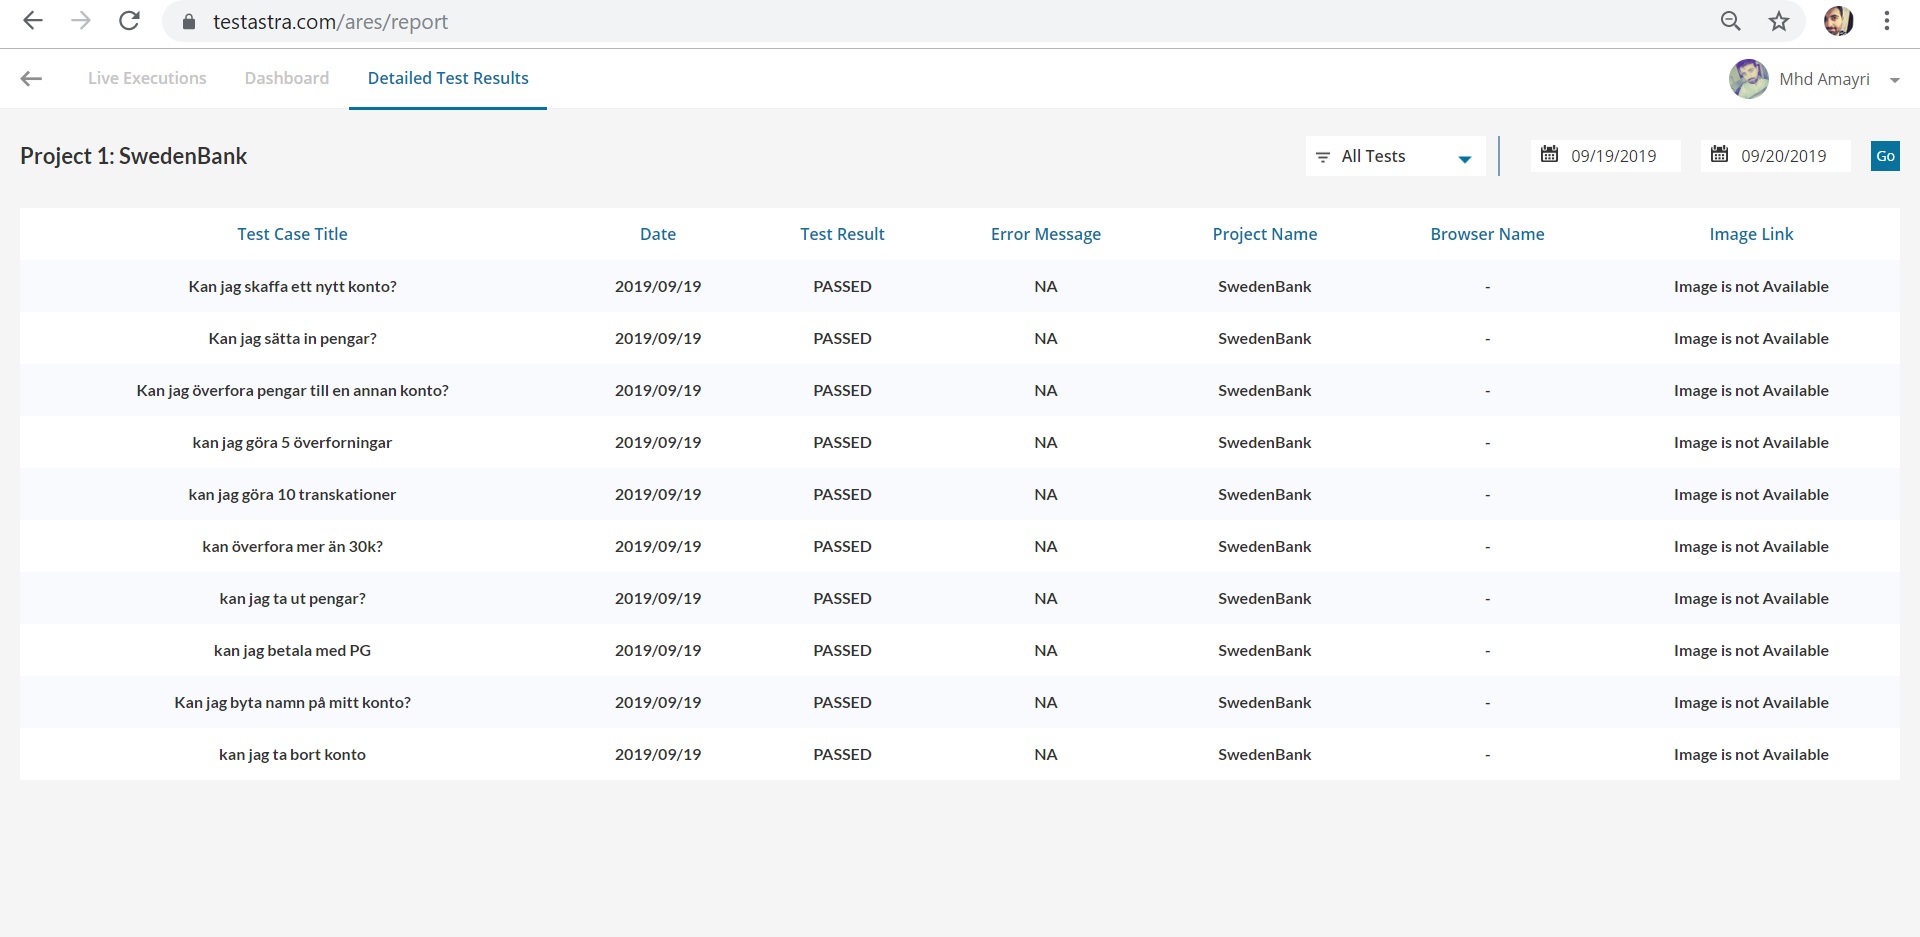 testastra.com/ares/report
Live Executions Dashboard Detailed Test Results Mhd Amayri
Project 1: SwedenBank All Tests 09/19/2019 09/20/2019 Go
Test Case Title Date Test Result Error Message Project Name Browser Name Image Link
Kan jag skaffa ett nytt konto? 2019/09/19 PASSED NA SwedenBank - Image is not Available
Kan jag sätta in pengar? 2019/09/19 PASSED NA SwedenBank - Image is not Available
Kan jag överfora pengar till en annan konto? 2019/09/19 PASSED NA SwedenBank - Image is not Available
kan jag göra 5 överforningar 2019/09/19 PASSED NA SwedenBank - Image is not Available
kan jag göra 10 transkationer 2019/09/19 PASSED NA SwedenBank - Image is not Available
kan överfora mer än 30k? 2019/09/19 PASSED NA SwedenBank - Image is not Available
kan jag ta ut pengar? 2019/09/19 PASSED NA SwedenBank - Image is not Available
kan jag betala med PG 2019/09/19 PASSED NA SwedenBank - Image is not Available
Kan jag byta namn på mitt konto? 2019/09/19 PASSED NA SwedenBank - Image is not Available
kan jag ta bort konto 2019/09/19 PASSED NA SwedenBank - Image is not Available